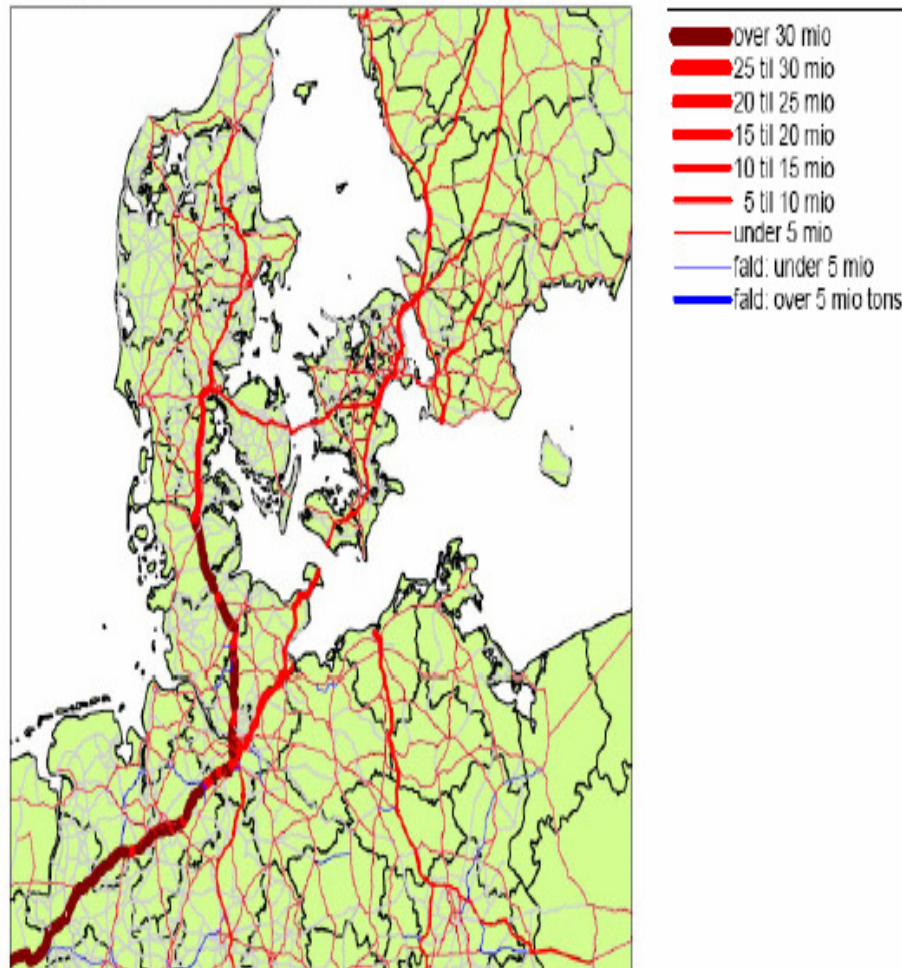 over 30 mio
25 til 30 mio
20 til 25 mio
15 til 20 mio
10 til 15 mio
5 til 10 mio
under 5 mio
fald: under 5 mio
fald: over 5 mio tons